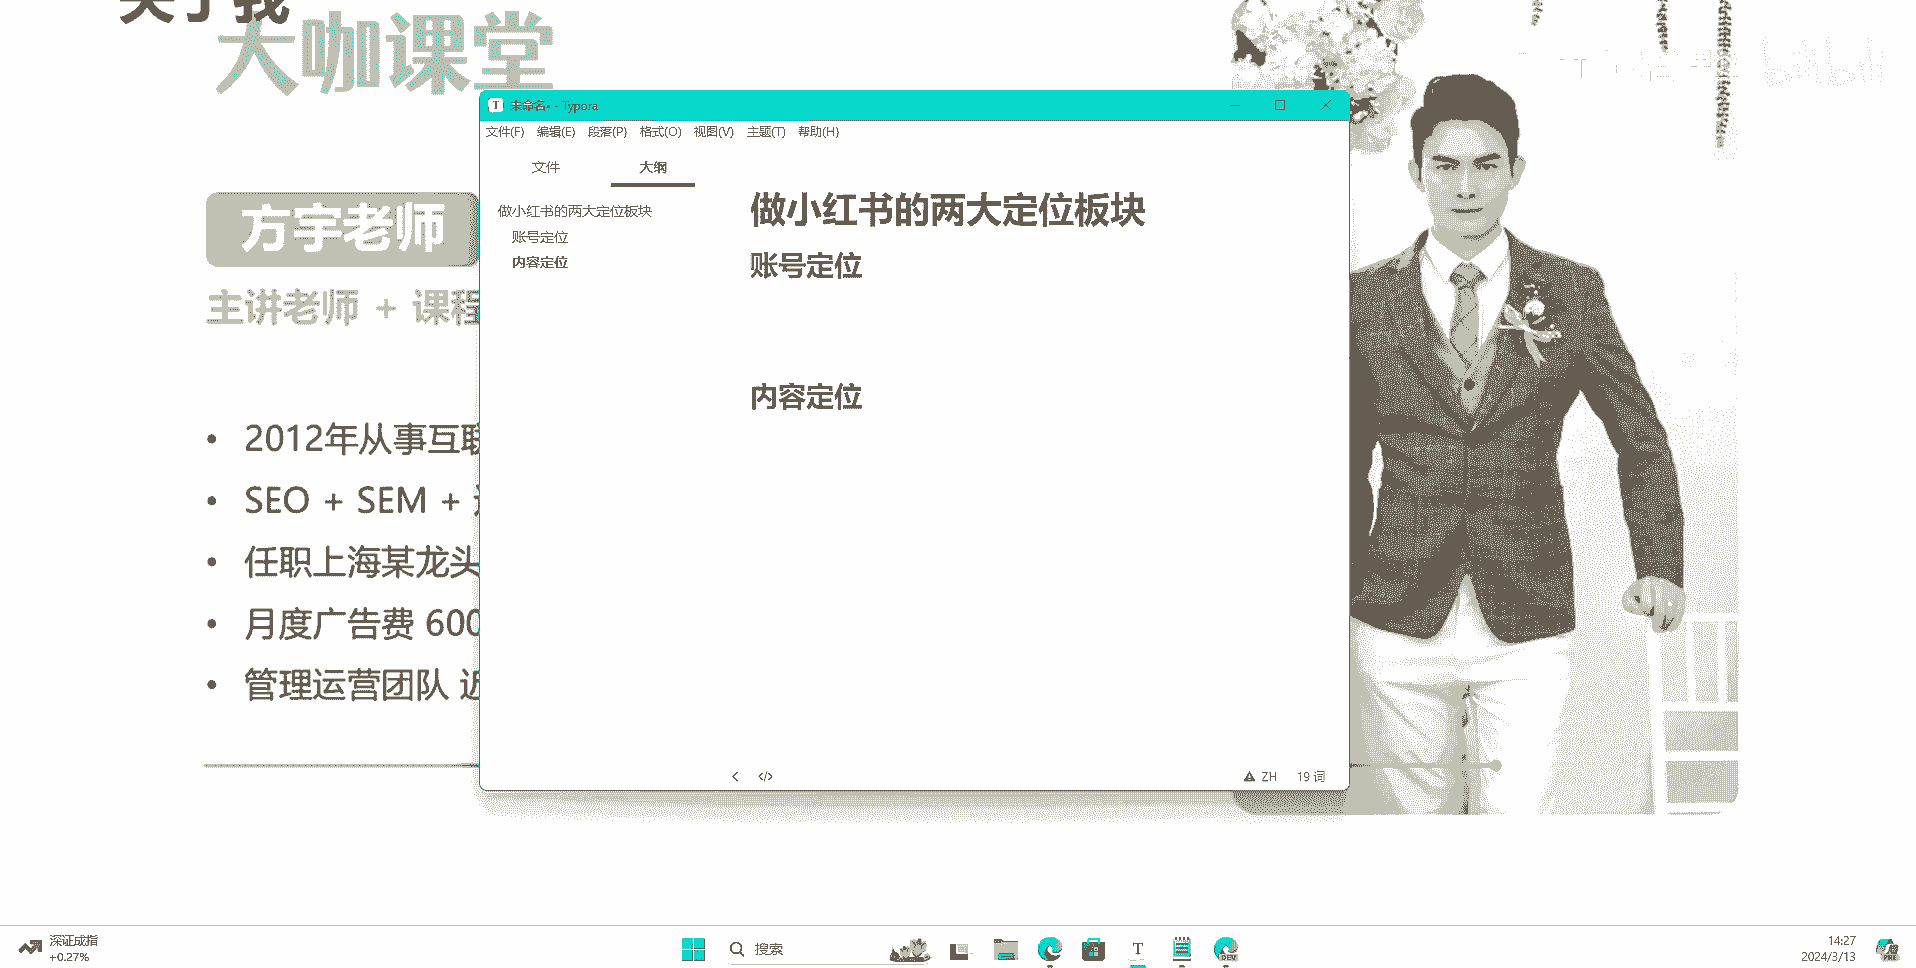 关于我
大咖课堂
bilibili
未命名• - Typora
文件(F) 编辑(E) 段落(P) 格式(O) 视图(V) 主题(T) 帮助(H)
文件 大纲
做小红书的两大定位板块
账号定位
内容定位
做小红书的两大定位板块
账号定位
内容定位
方宇老师
主讲老师 + 课程
2012年从事互联
SEO + SEM +
任职上海某龙头
月度广告费 600
管理运营团队 近
ZH 19 词
深证成指
+0.27%
搜索
T
DEV
14:27
2024/3/13
PRE